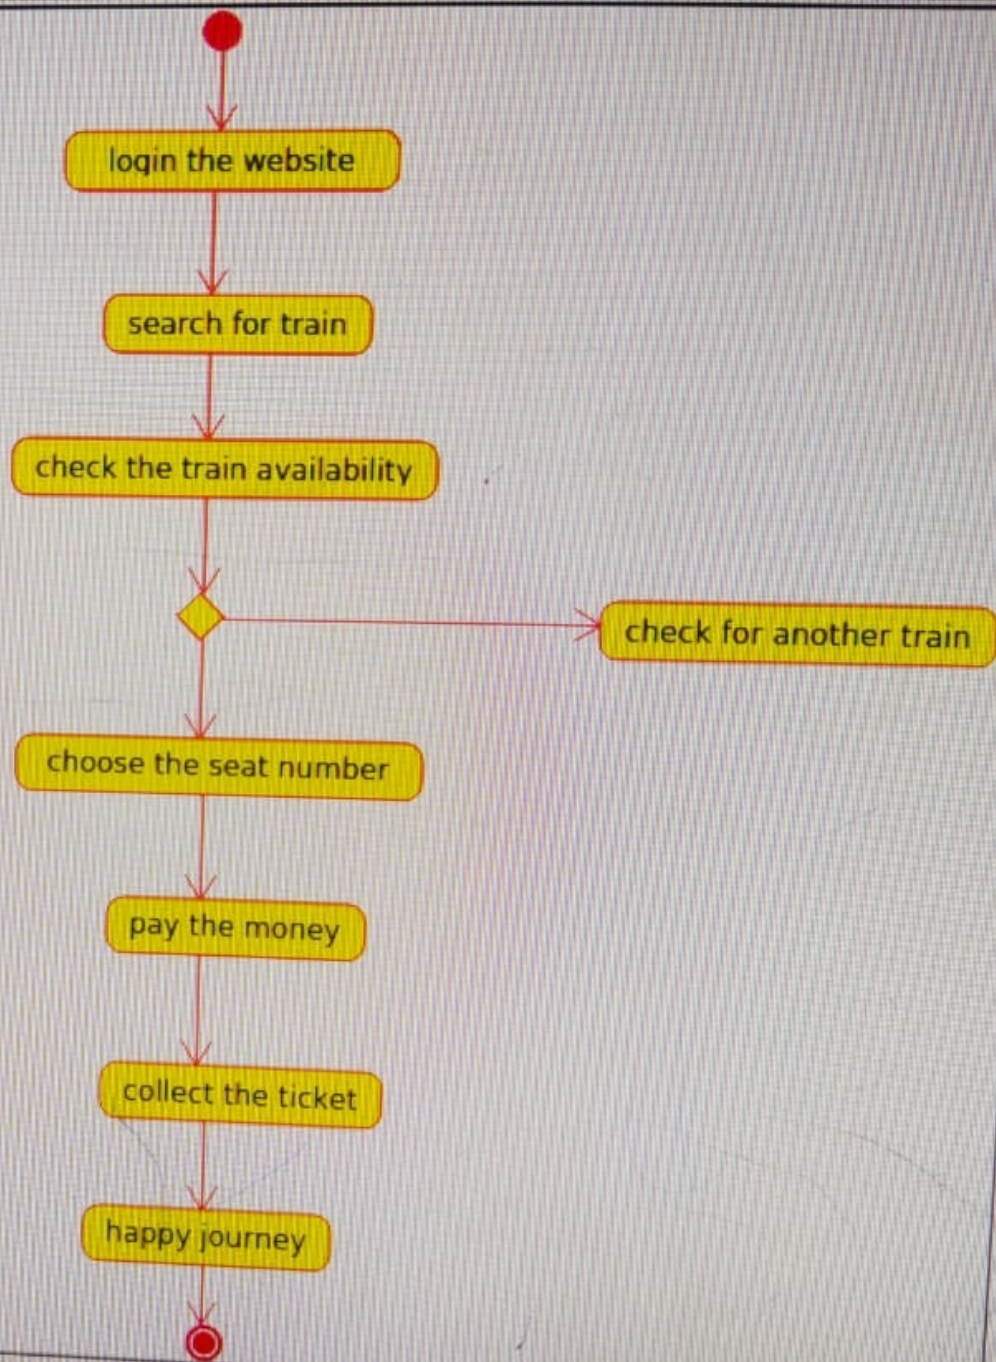 login the website
search for train
check the train availability
check for another train
choose the seat number
pay the money
collect the ticket
happy journey